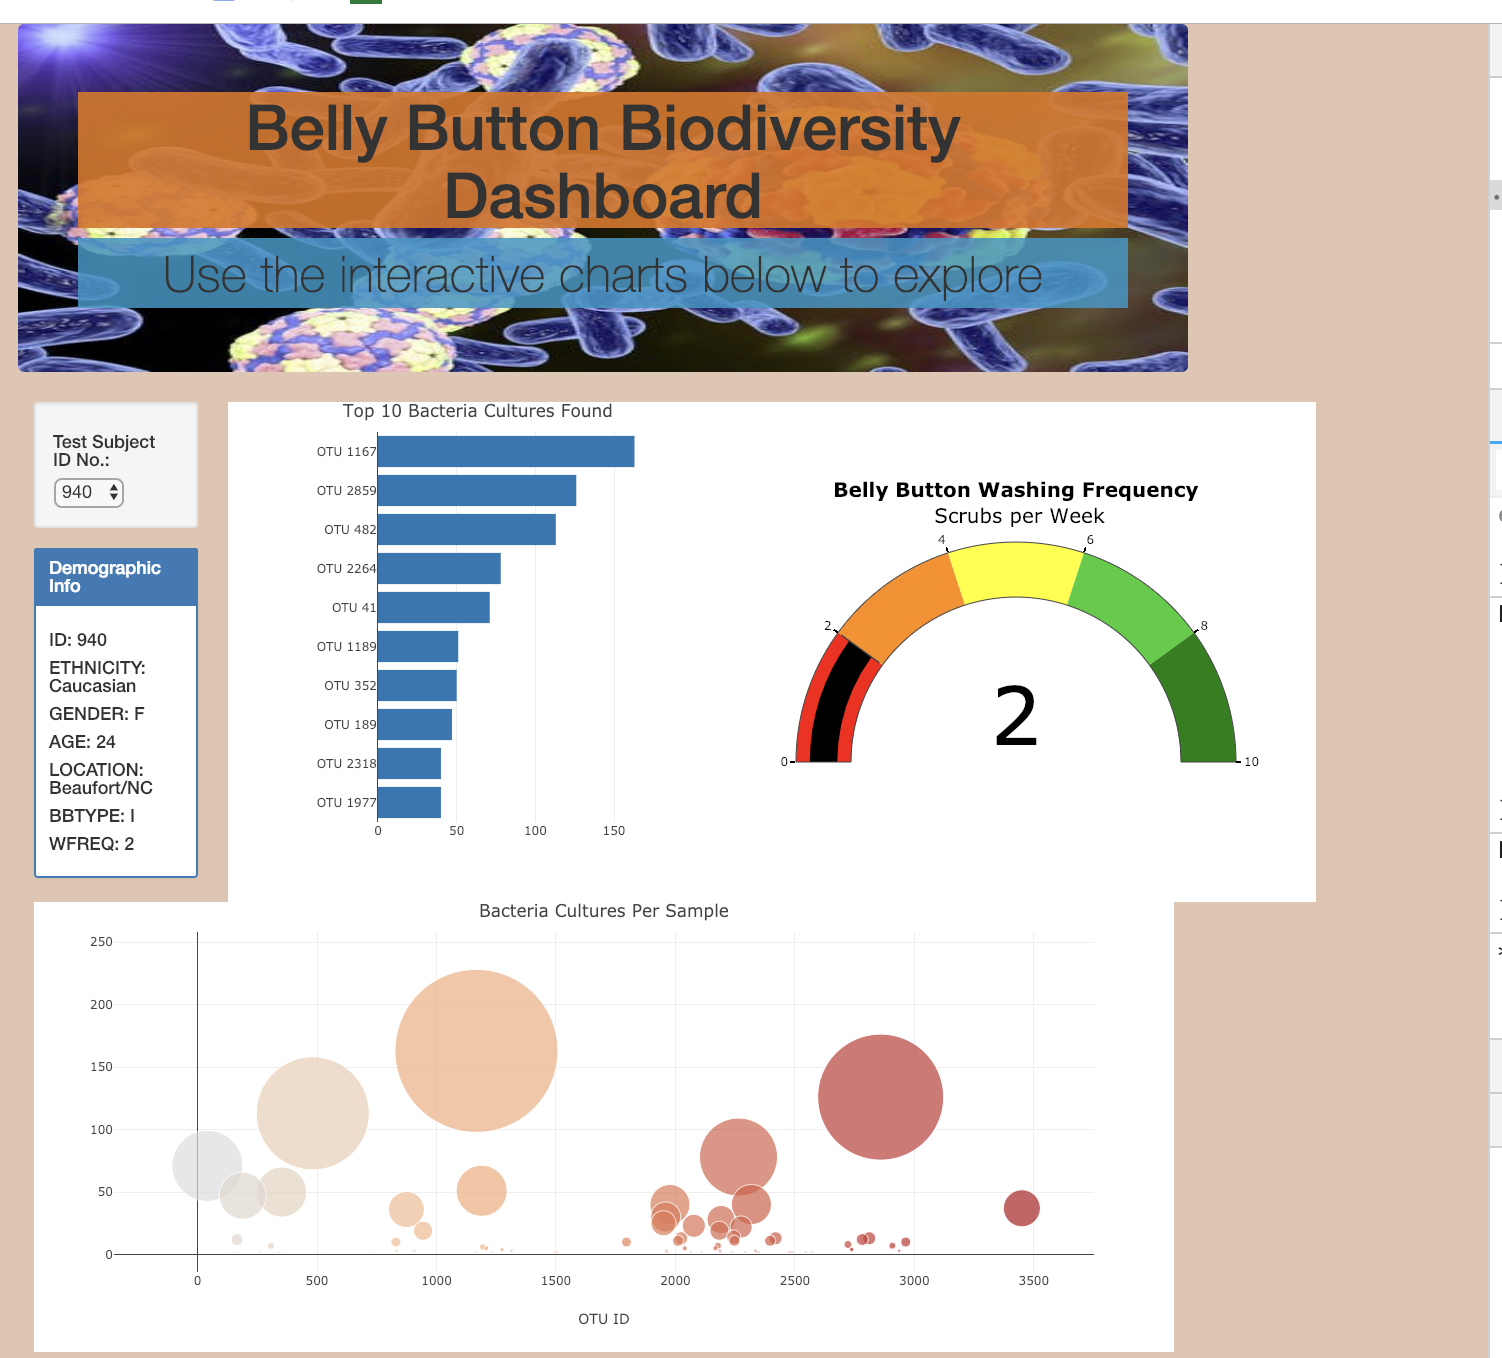 Belly Button Biodiversity
Dashboard
Use the interactive charts below to explore
Test Subject
ID No.:
940
Demographic
Info
ID: 940
ETHNICITY:
Caucasian
GENDER: F
AGE: 24
LOCATION:
Beaufort/NC
BBTYPE: I
WFREQ: 2
Top 10 Bacteria Cultures Found
OTU 1167
OTU 2859
OTU 482
OTU 2264
OTU 41
OTU 1189
OTU 352
OTU 189
OTU 2318
OTU 1977
0 50 100 150
Belly Button Washing Frequency
Scrubs per Week
4 6
2 8
2
0 10
Bacteria Cultures Per Sample
250
200
150
100
50
0
0 500 1000 1500 2000 2500 3000 3500
OTU ID